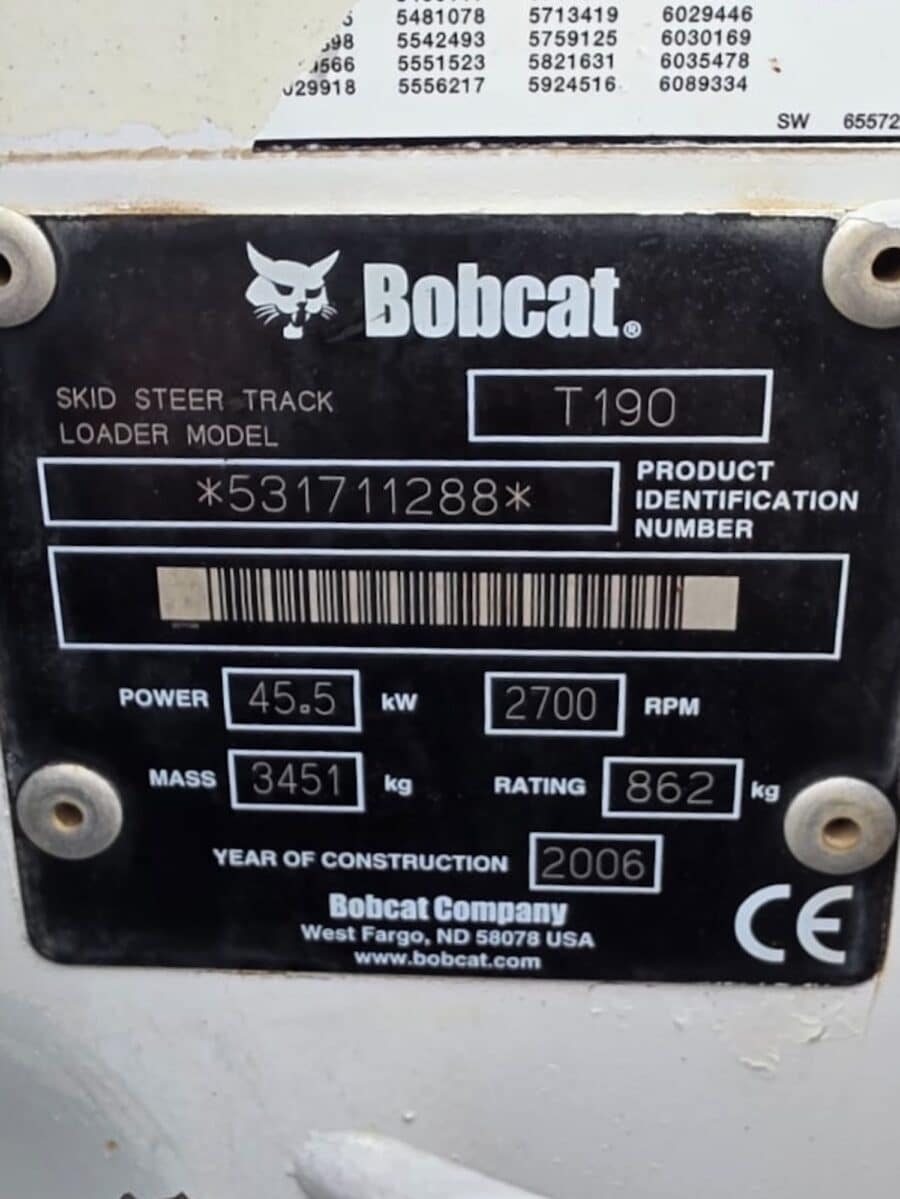 5481078 5713419 6029446
5542493 5759125 6030169
5551523 5821631 6035478
029918 5556217 5924516 6089334
SW 65572
Bobcat®
SKID STEER TRACK
LOADER MODEL
T190
*531711288*
PRODUCT
IDENTIFICATION
NUMBER
POWER 45.5 kW 2700 RPM
MASS 3451 kg RATING 862 kg
YEAR OF CONSTRUCTION 2006
Bobcat Company
West Fargo, ND 58078 USA
www.bobcat.com
CE